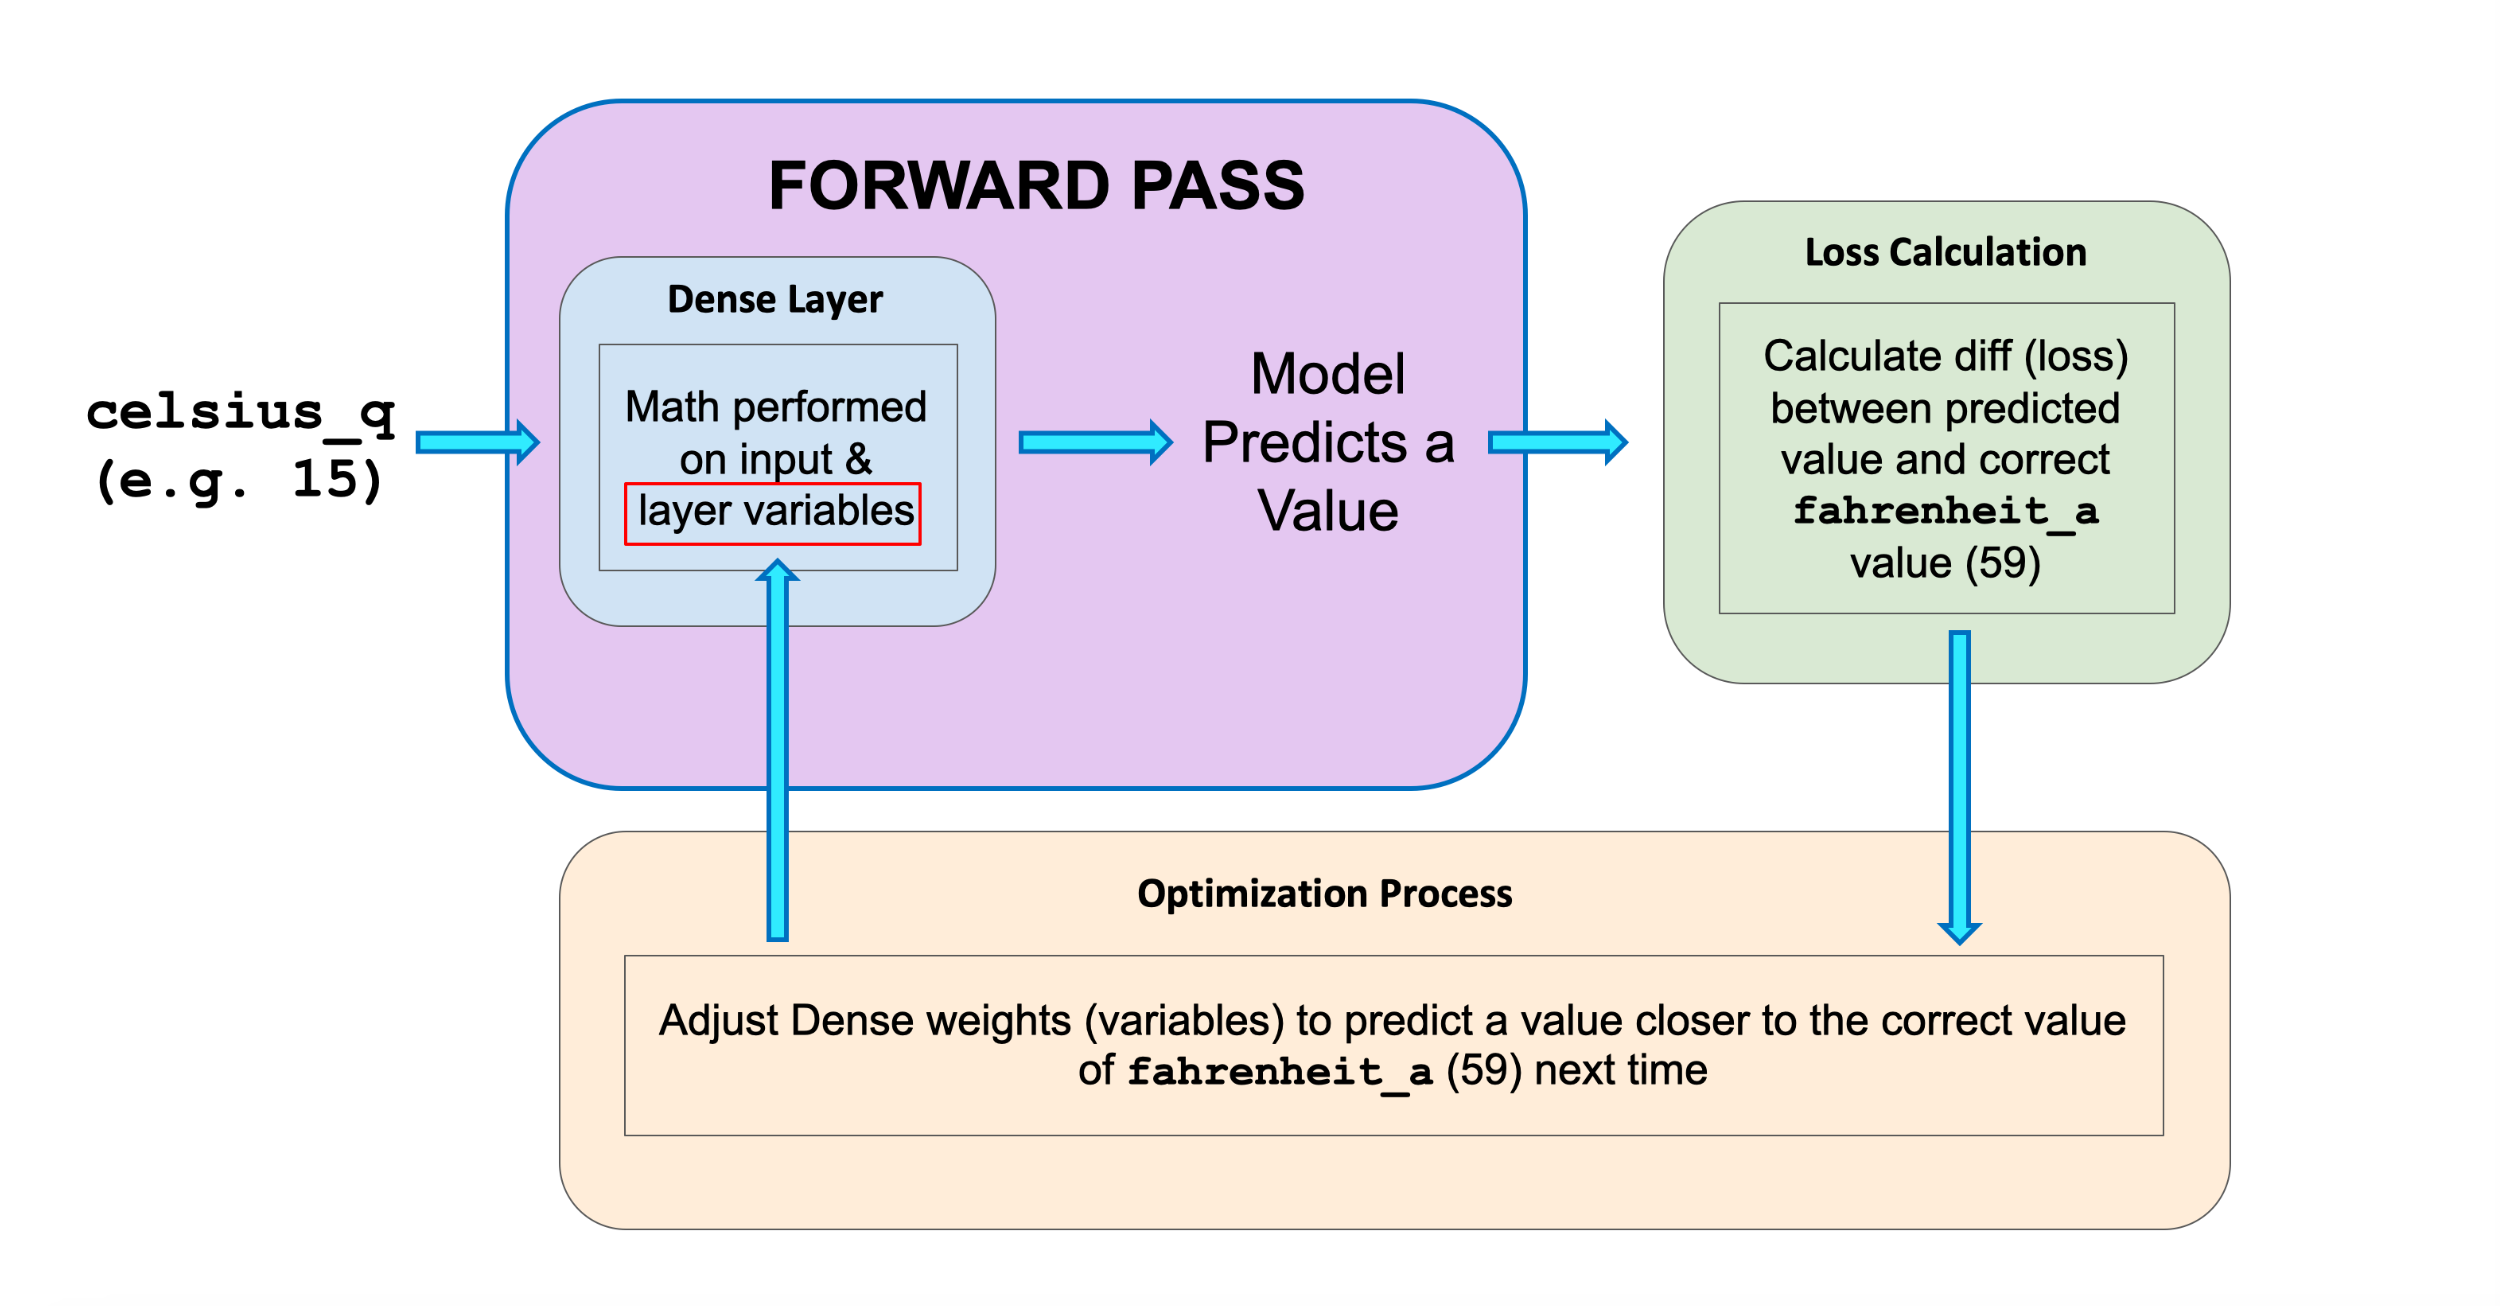 FORWARD PASS
celsius_q
(e.g. 15)
Dense Layer
Math performed
on input &
layer variables
Model
Predicts a
Value
Loss Calculation
Calculate diff (loss)
between predicted
value and correct
fahrenheit_a
value (59)
Optimization Process
Adjust Dense weights (variables) to predict a value closer to the correct value
of fahrenheit_a (59) next time